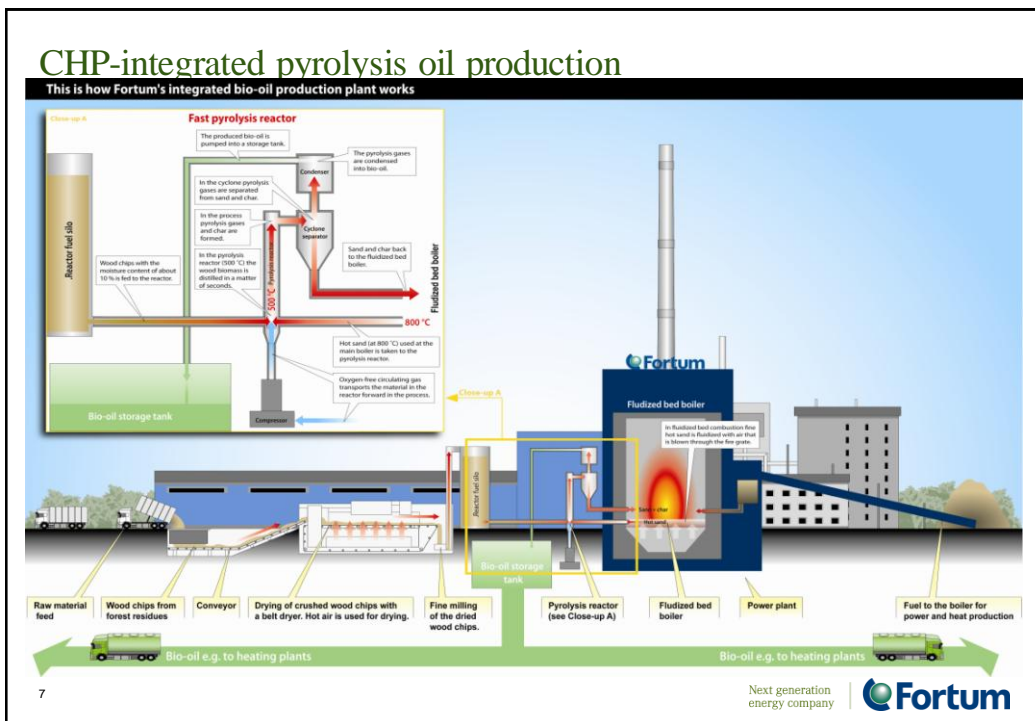 CHP-integrated pyrolysis oil production
This is how Fortum's integrated bio-oil production plant works
Close-up A
Fast pyrolysis reactor
The produced bio-oil is
pumped into a storage tank.
The pyrolysis gases
are condensed
into bio-oil.
Condenser
In the cyclone pyrolysis
gases are separated
from sand and char.
In the process
pyrolysis gases
and char are
formed.
Cyclone
separator
Reactor fuel silo
Wood chips with the
moisture content of about
10 % is fed to the reactor.
In the pyrolysis
reactor (500 °C) the
wood biomass is
distilled in a matter
of seconds.
Pyrolysis reactor
500 °C
Sand and char back
to the fluidized bed
boiler.
Fludized bed boiler
800 °C
Hot sand (at 800 °C) used at the
main boiler is taken to the
pyrolysis reactor.
Oxygen-free circulating gas
transports the material in the
reactor forward in the process.
Bio-oil storage tank
Compressor
Close-up A
Fortum
Fludized bed boiler
In fluidized bed combustion fine
hot sand is fluidized with air that
is blown through the fire grate.
Reactor fuel silo
Sand + char
Hot sand
Bio-oil storage
tank
Raw material
feed
Wood chips from
forest residues
Conveyor
Drying of crushed wood chips with
a belt dryer. Hot air is used for drying.
Fine milling
of the dried
wood chips.
Pyrolysis reactor
(see Close-up A)
Fludized bed
boiler
Power plant
Fuel to the boiler for
power and heat production
Bio-oil e.g. to heating plants
Bio-oil e.g. to heating plants
7
Next generation
energy company
Fortum